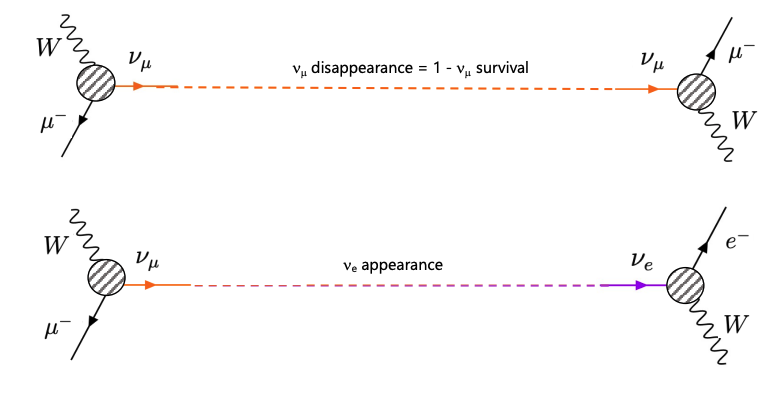 W
ν_μ
μ⁻
ν_μ disappearance = 1 - ν_μ survival
ν_μ
μ⁻
W
W
ν_μ
μ⁻
ν_e appearance
ν_e
e⁻
W